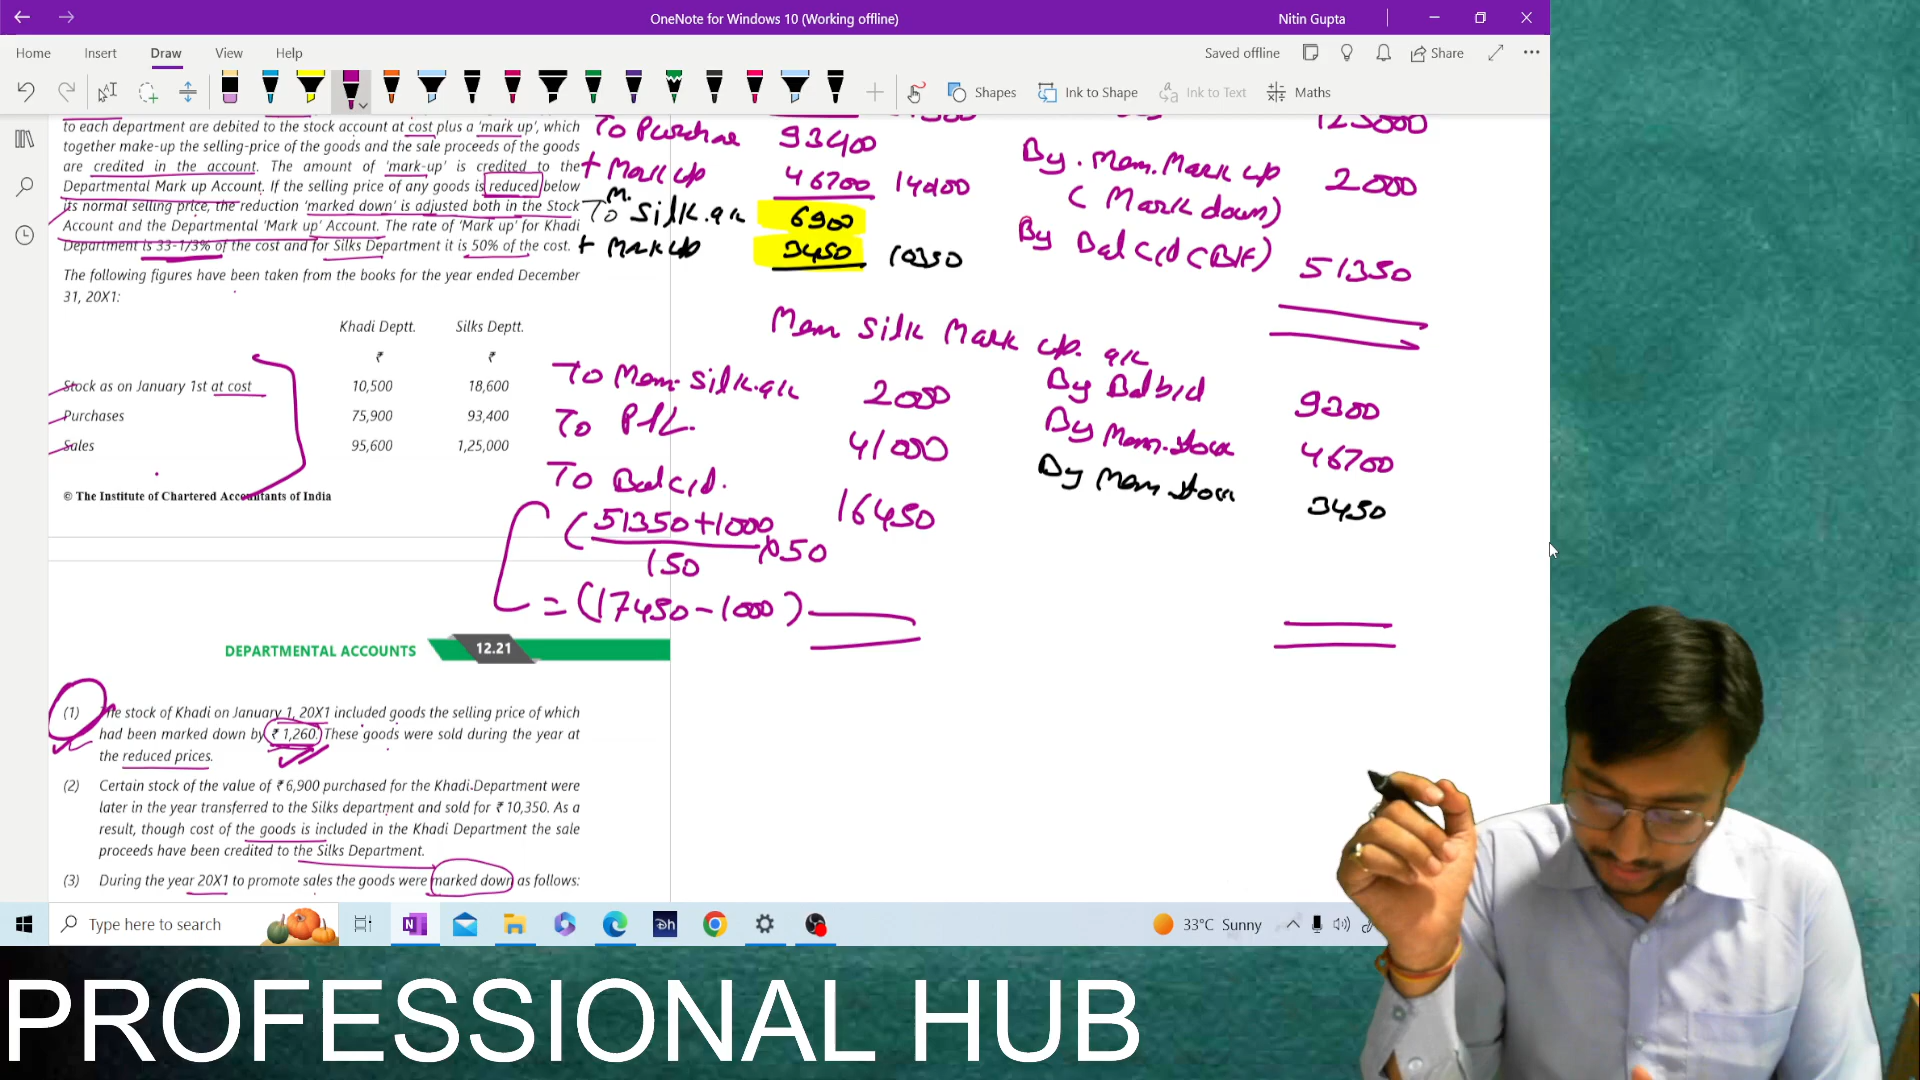 OneNote for Windows 10 (Working offline)
Nitin Gupta
Home Insert Draw View Help
Saved offline Share
Shapes Ink to Shape Ink to Text Maths
to each department are debited to the stock account at cost plus a 'mark up', which
together make-up the selling-price of the goods and the sale proceeds of the goods
are credited in the account. The amount of 'mark-up' is credited to the
Departmental Mark up Account. If the selling price of any goods is reduced below
its normal selling price, the reduction 'marked down' is adjusted both in the Stock
Account and the Departmental 'Mark up' Account. The rate of 'Mark up' for Khadi
Department is 33-1/3% of the cost and for Silks Department it is 50% of the cost.
The following figures have been taken from the books for the year ended December
31, 20X1:
Khadi Deptt. Silks Deptt.
₹ ₹
Stock as on January 1st at cost 10,500 18,600
Purchases 75,900 93,400
Sales 95,600 1,25,000
© The Institute of Chartered Accountants of India
DEPARTMENTAL ACCOUNTS 12.21
(1) The stock of Khadi on January 1, 20X1 included goods the selling price of which
had been marked down by ₹ 1,260. These goods were sold during the year at
the reduced prices.
(2) Certain stock of the value of ₹ 6,900 purchased for the Khadi Department were
later in the year transferred to the Silks department and sold for ₹ 10,350. As a
result, though cost of the goods is included in the Khadi Department the sale
proceeds have been credited to the Silks Department.
(3) During the year 20X1 to promote sales the goods were marked down as follows:
To Purchase 93400
+ Mark up 46700
M.
To Silk a/c 6900
+ Mark up 3450 10350
125000
By Mem. Mark up 2000
(Mark down)
By Bal c/d (B/F) 51350
Mem Silk Mark up a/c
To Mem. Silk a/c 2000
To P/L. 41000
To Bal c/d. 16450
(51350+1000
150 × 50
= (17450-1000)
By Bal b/d 9300
By Mem. Stock 46700
By Mem Stock 3450
Type here to search
33°C Sunny
PROFESSIONAL HUB